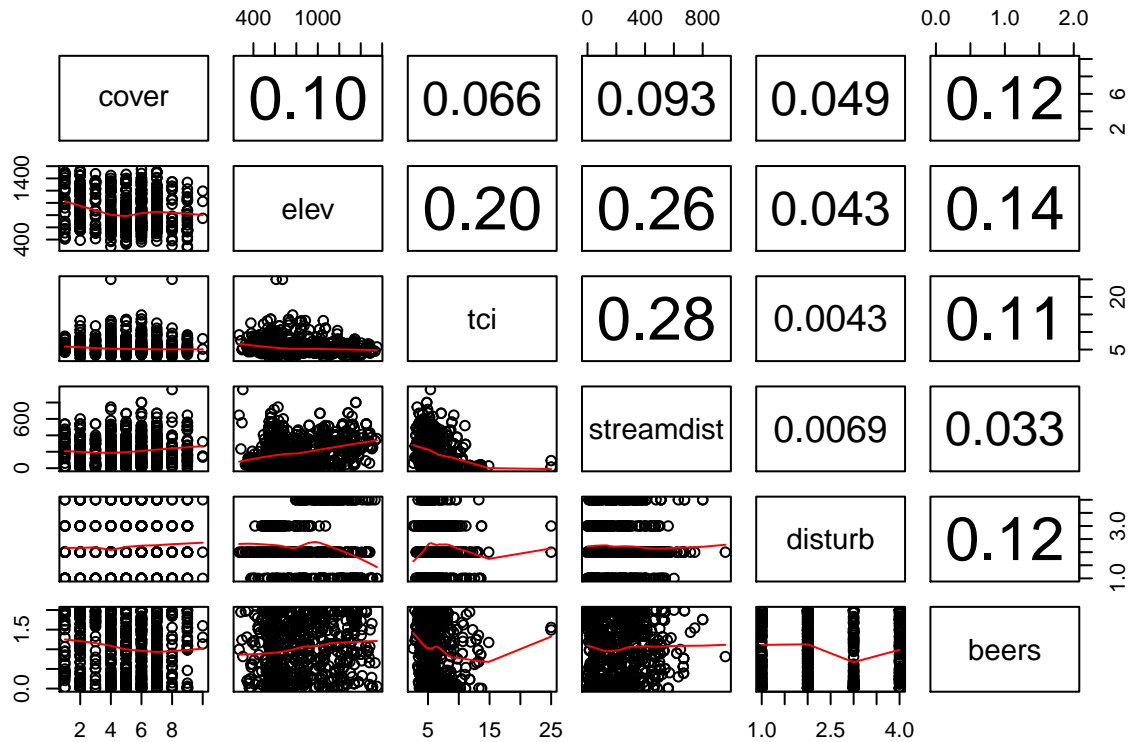 400 1000 0 400 800 0.0 1.0 2.0
cover 0.10 0.066 0.093 0.049 0.12 2 6
400 1400 elev 0.20 0.26 0.043 0.14
tci 0.28 0.0043 0.11 5 20
0 600 streamdist 0.0069 0.033
disturb 0.12 1.0 3.0
0.0 1.5 beers
2 4 6 8 5 15 25 1.0 2.5 4.0